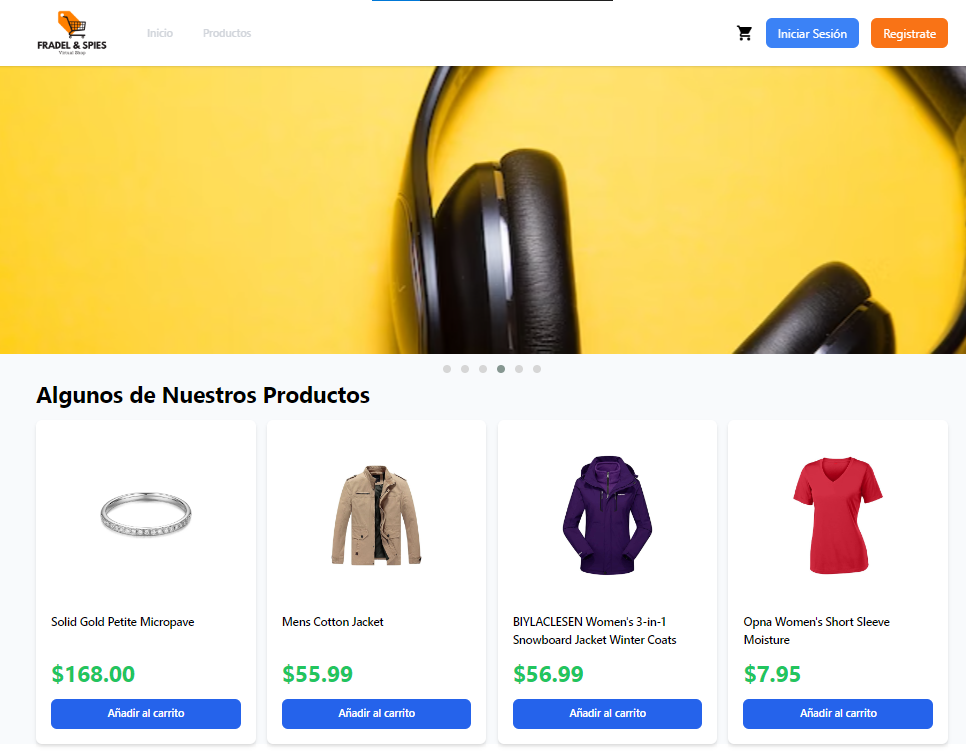 FRADEL & SPIES
Virtual Shop
Inicio
Productos
Iniciar Sesión
Registrate
Algunos de Nuestros Productos
Solid Gold Petite Micropave
$168.00
Añadir al carrito
Mens Cotton Jacket
$55.99
Añadir al carrito
BIYLACLESEN Women's 3-in-1
Snowboard Jacket Winter Coats
$56.99
Añadir al carrito
Opna Women's Short Sleeve
Moisture
$7.95
Añadir al carrito